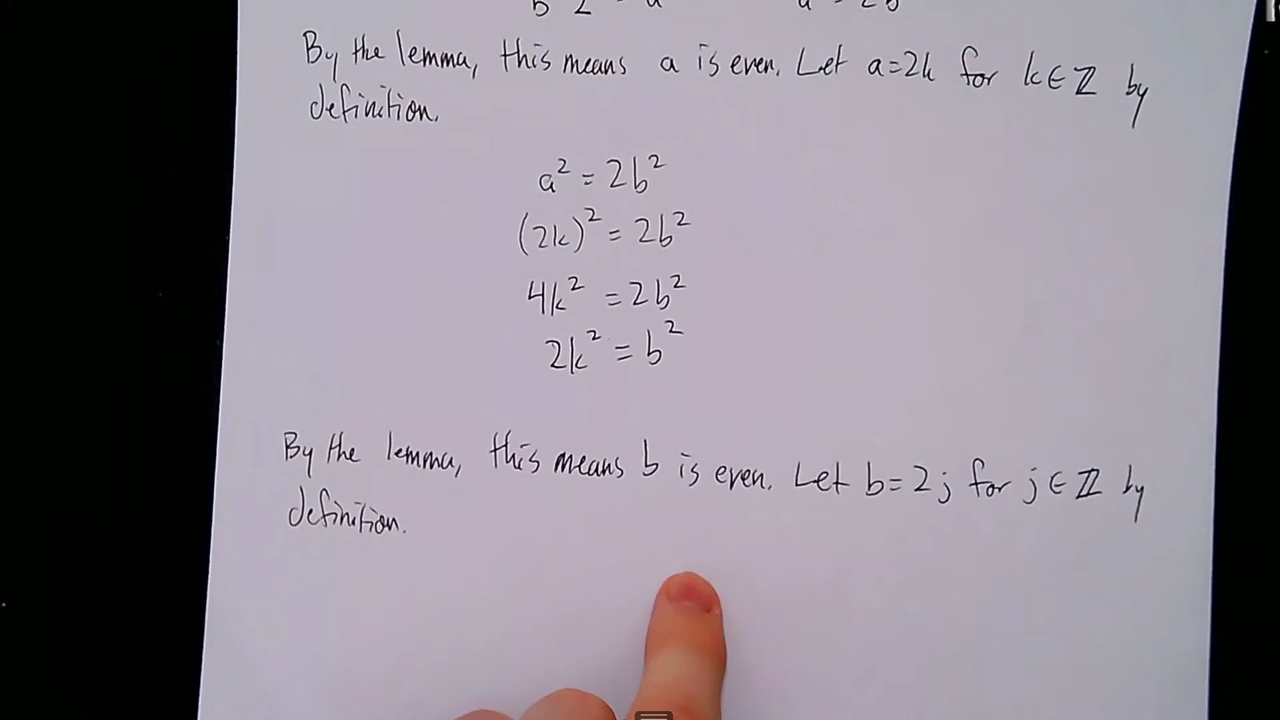 By the lemma, this means a is even. Let a=2k for k∈ℤ by
definition.
a² = 2b²
(2k)² = 2b²
4k² = 2b²
2k² = b²
By the lemma, this means b is even. Let b=2j for j∈ℤ by
definition.